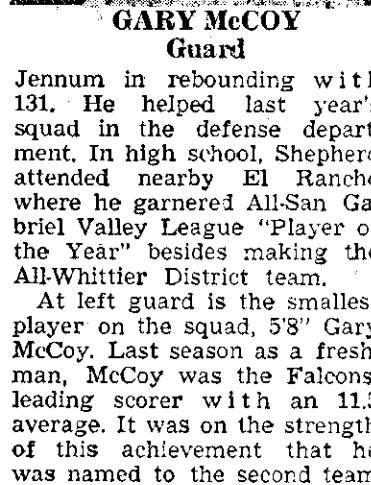 GARY McCOY
Guard
Jennum in rebounding with
131. He helped last year's
squad in the defense depart
ment. In high school, Shepherd
attended nearby El Rancho
where he garnered All-San Ga
briel Valley League "Player of
the Year" besides making the
All-Whittier District team.
At left guard is the smallest
player on the squad, 5'8" Gary
McCoy. Last season as a fresh
man, McCoy was the Falcons'
leading scorer with an 11.
average. It was on the strength
of this achievement that he
was named to the second team